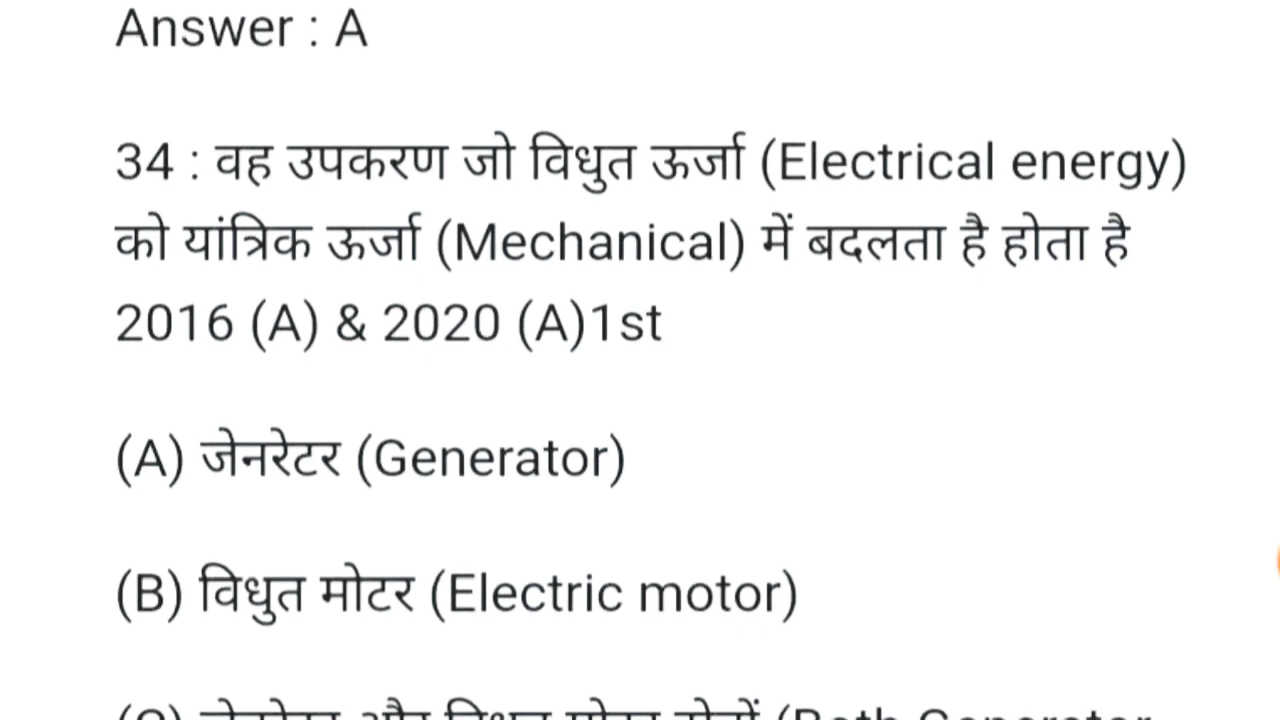 Answer : A
34 : वह उपकरण जो विधुत ऊर्जा (Electrical energy)
को यांत्रिक ऊर्जा (Mechanical) में बदलता है होता है
2016 (A) & 2020 (A)1st
(A) जेनरेटर (Generator)
(B) विधुत मोटर (Electric motor)